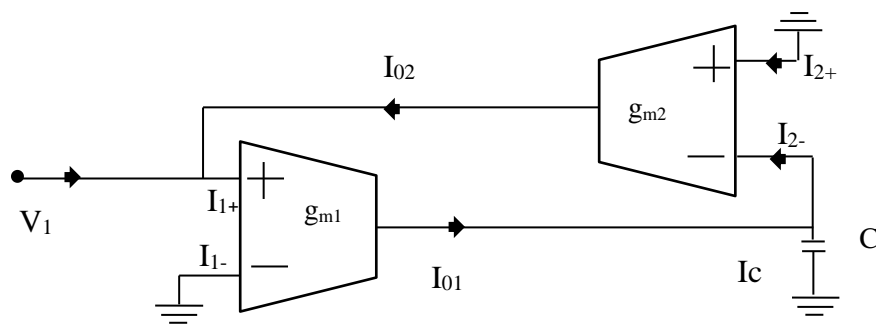 I02
I2+
gm2
I2-
V1
I1+
gm1
I1-
I01
Ic
C